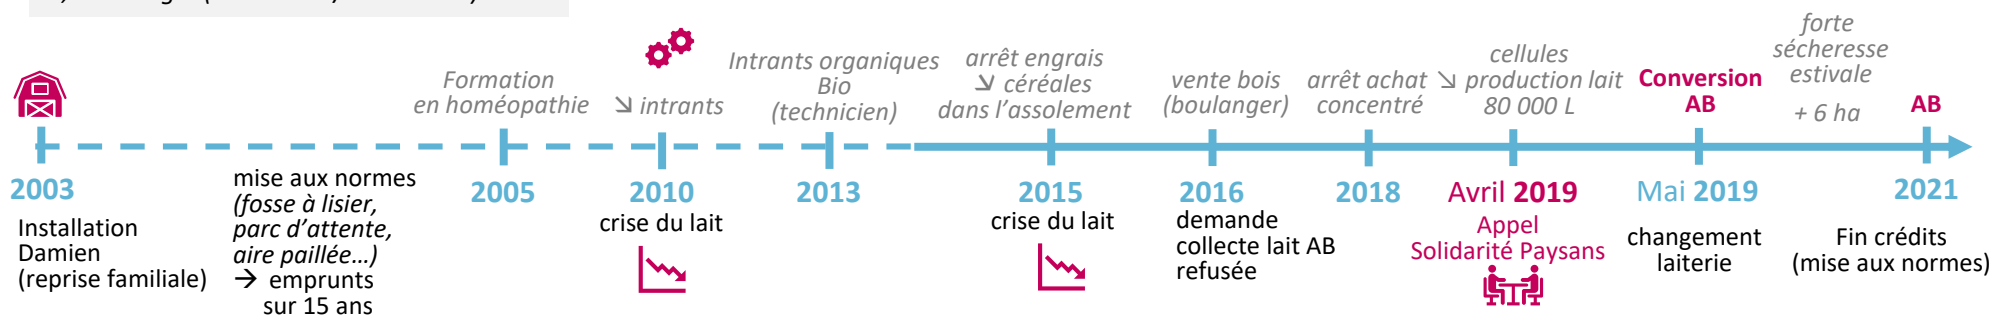 Formation
en homéopathie
↘ intrants
Intrants organiques
Bio
(technicien)
arrêt engrais
↘ céréales
dans l’assolement
vente bois
(boulanger)
arrêt achat
concentré
cellules
↘ production lait
80 000 L
Conversion
AB
forte
sécheresse
estivale
+ 6 ha
AB
2003
Installation
Damien
(reprise familiale)
mise aux normes
(fosse à lisier,
parc d’attente,
aire paillée…)
→ emprunts
sur 15 ans
2005
2010
crise du lait
2013
2015
crise du lait
2016
demande
collecte lait AB
refusée
2018
Avril 2019
Appel
Solidarité Paysans
Mai 2019
changement
laiterie
2021
Fin crédits
(mise aux normes)